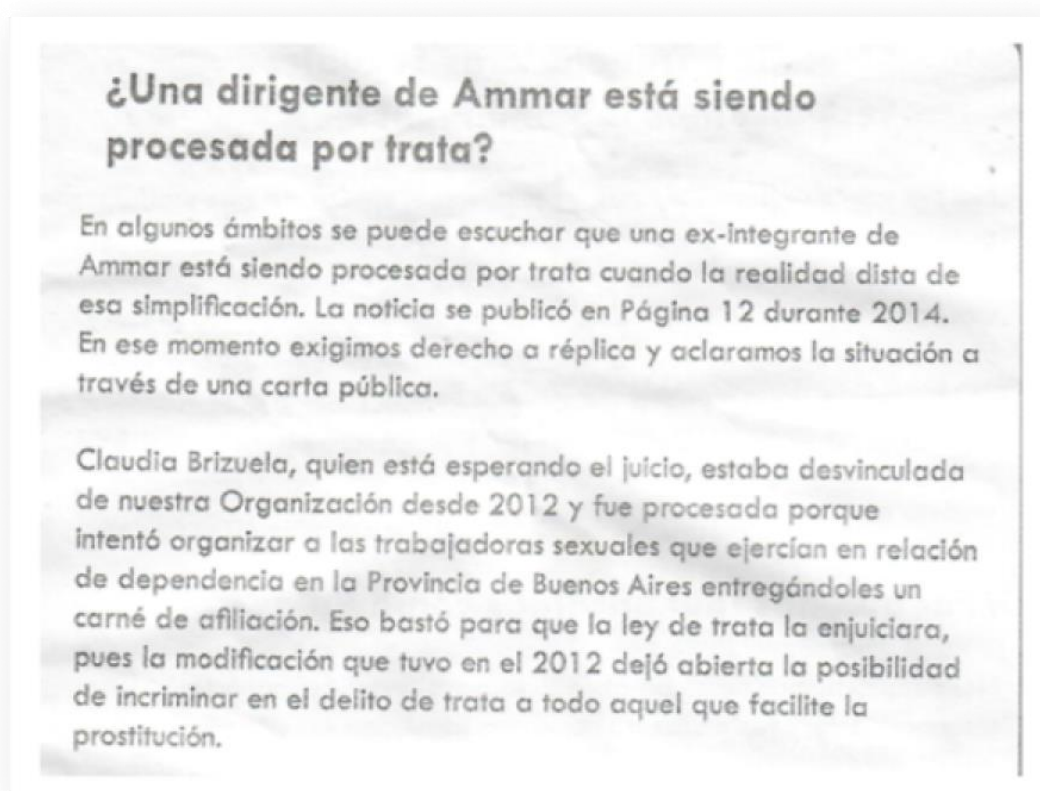 ¿Una dirigente de Ammar está siendo
procesada por trata?
En algunos ámbitos se puede escuchar que una ex-integrante de
Ammar está siendo procesada por trata cuando la realidad dista de
esa simplificación. La noticia se publicó en Página 12 durante 2014.
En ese momento exigimos derecho a réplica y aclaramos la situación a
través de una carta pública.
Claudia Brizuela, quien está esperando el juicio, estaba desvinculada
de nuestra Organización desde 2012 y fue procesada porque
intentó organizar a las trabajadoras sexuales que ejercían en relación
de dependencia en la Provincia de Buenos Aires entregándoles un
carné de afiliación. Eso bastó para que la ley de trata la enjuiciara,
pues la modificación que tuvo en el 2012 dejó abierta la posibilidad
de incriminar en el delito de trata a todo aquel que facilite la
prostitución.